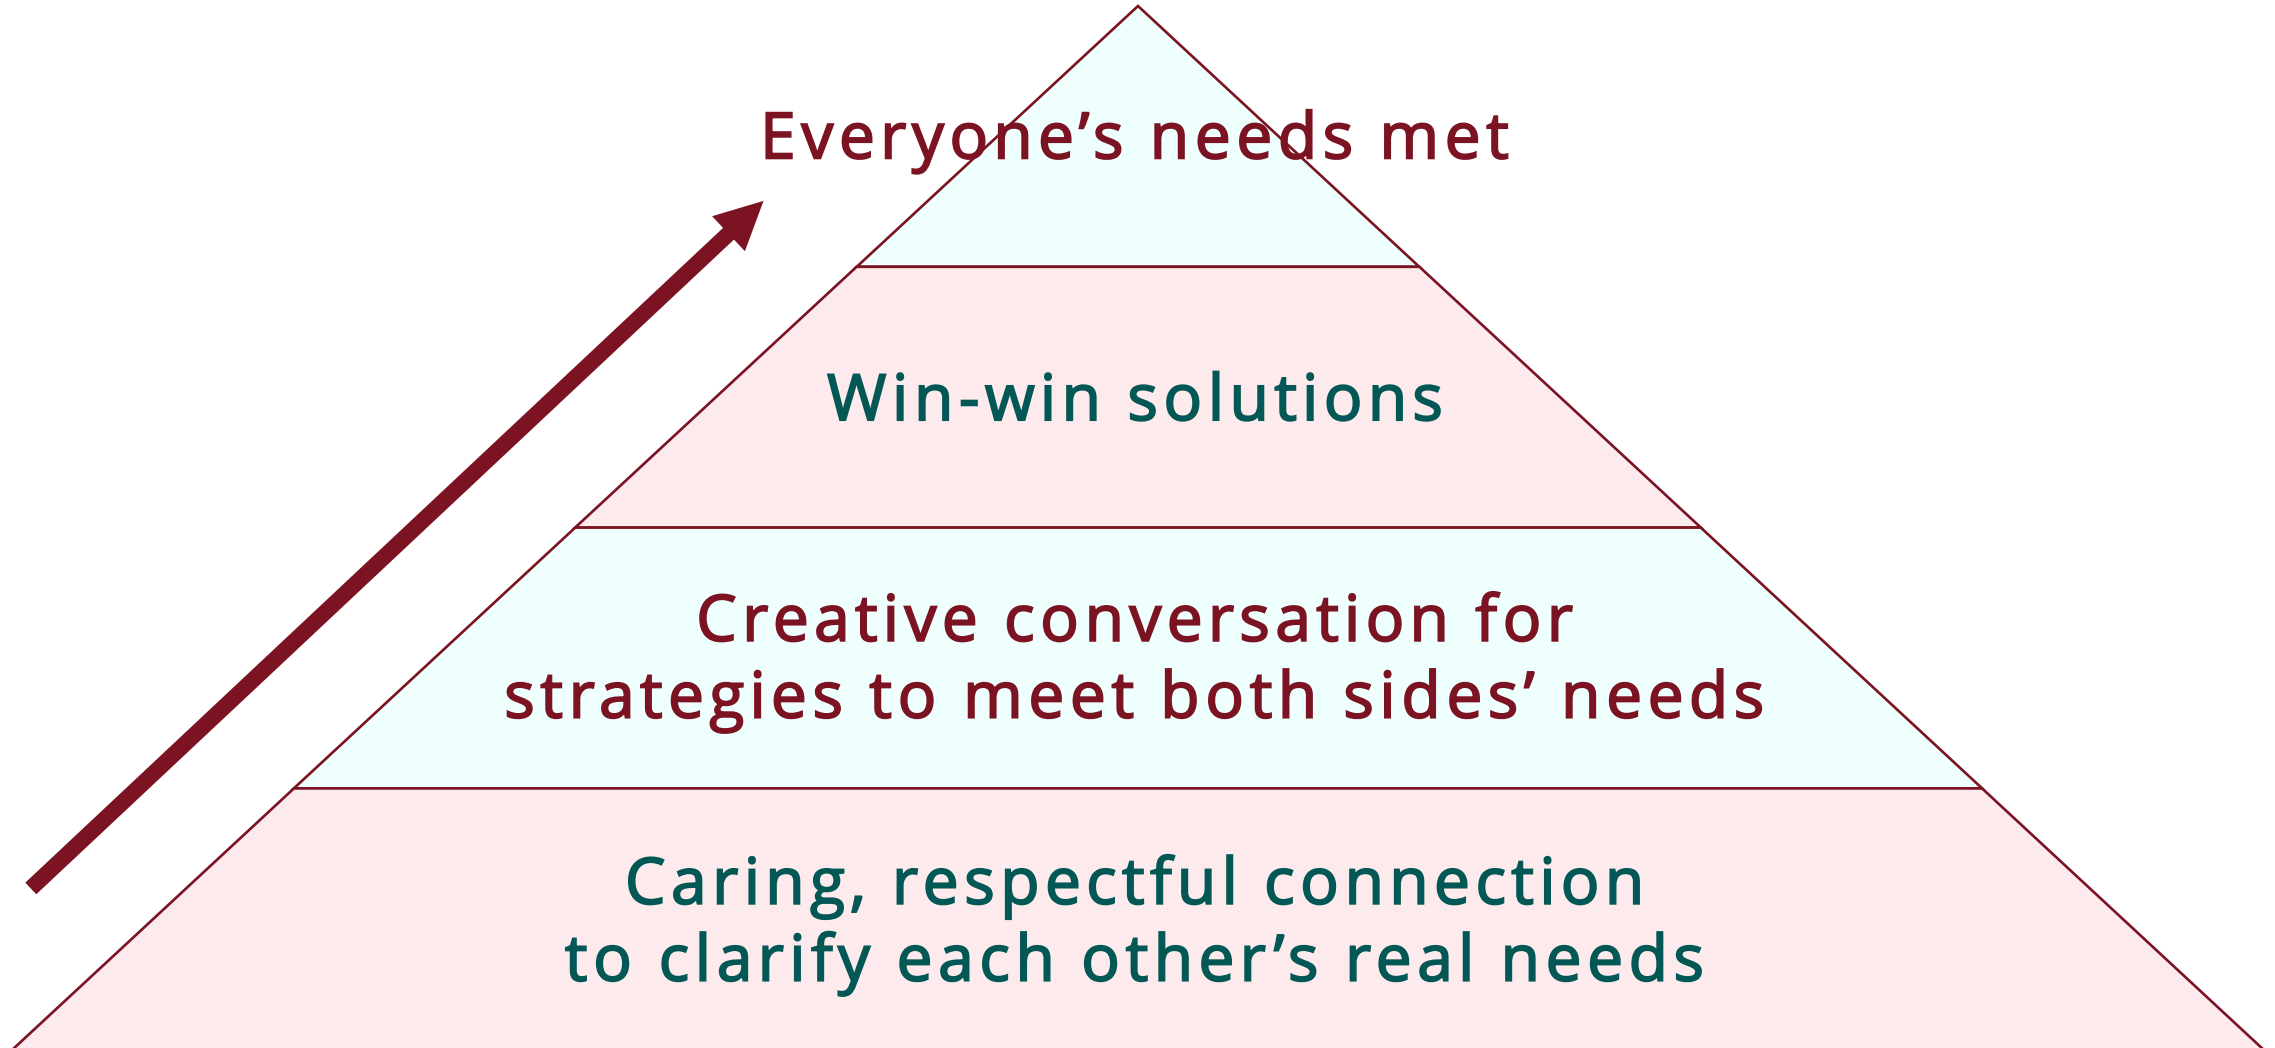 Everyone’s needs met
Win-win solutions
Creative conversation for
strategies to meet both sides’ needs
Caring, respectful connection
to clarify each other’s real needs